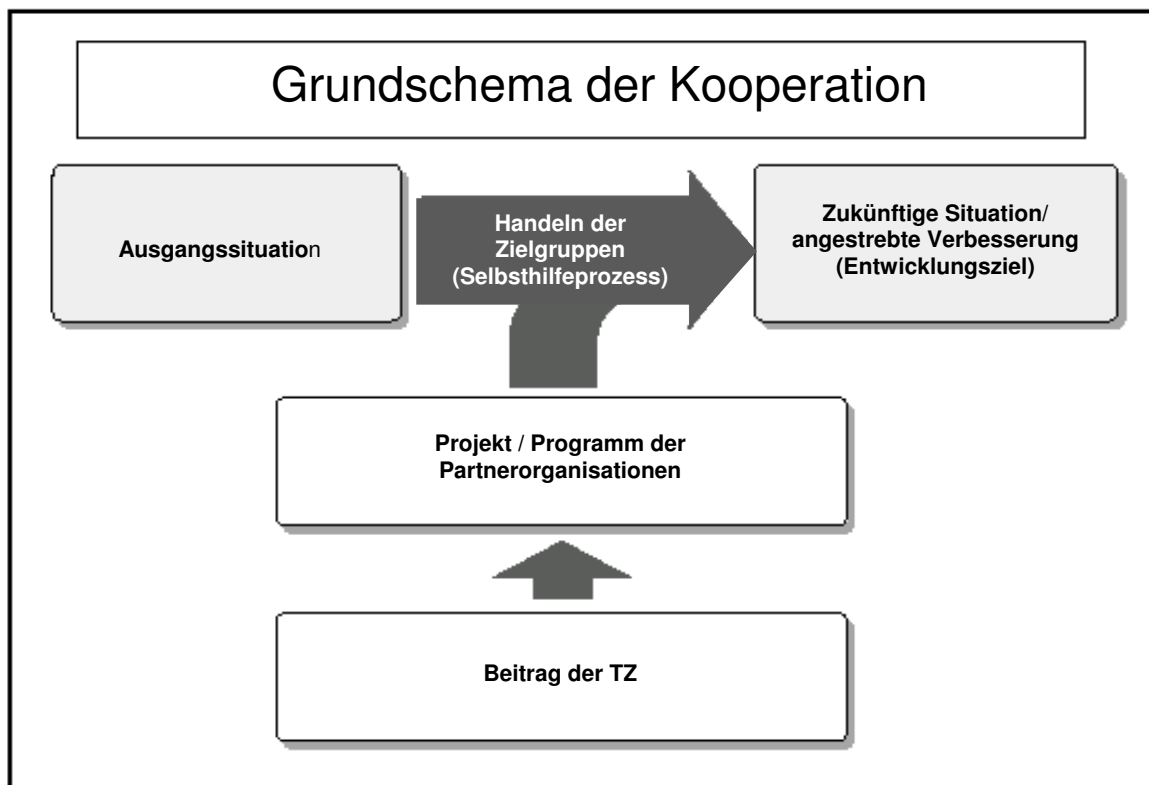 Grundschema der Kooperation
Ausgangssituation
Handeln der
Zielgruppen
(Selbsthilfeprozess)
Zukünftige Situation/
angestrebte Verbesserung
(Entwicklungsziel)
Projekt / Programm der
Partnerorganisationen
Beitrag der TZ